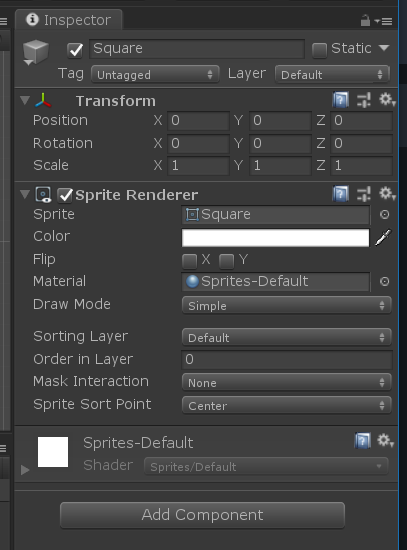 Inspector
Square Static
Tag Untagged Layer Default
Transform
Position X 0 Y 0 Z 0
Rotation X 0 Y 0 Z 0
Scale X 1 Y 1 Z 1
Sprite Renderer
Sprite Square
Color
Flip X Y
Material Sprites-Default
Draw Mode Simple
Sorting Layer Default
Order in Layer 0
Mask Interaction None
Sprite Sort Point Center
Sprites-Default
Shader Sprites/Default
Add Component